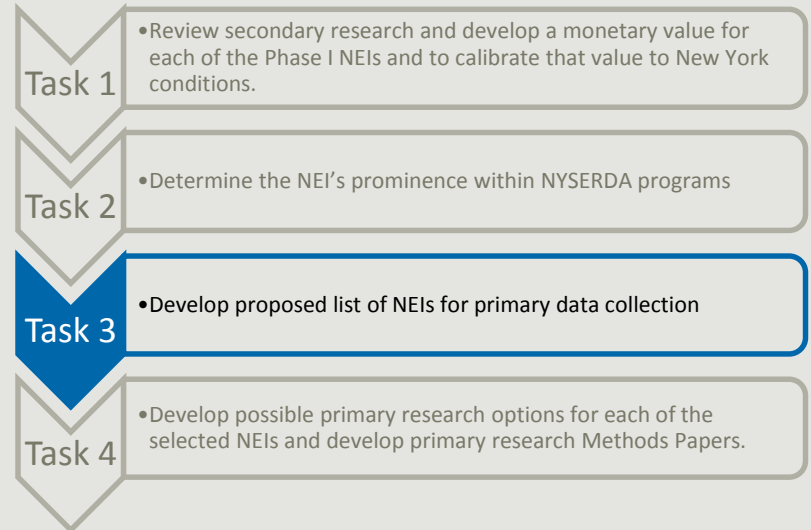 Task 1
•Review secondary research and develop a monetary value for
each of the Phase I NEIs and to calibrate that value to New York
conditions.
Task 2
•Determine the NEI's prominence within NYSERDA programs
Task 3
•Develop proposed list of NEIs for primary data collection
Task 4
•Develop possible primary research options for each of the
selected NEIs and develop primary research Methods Papers.